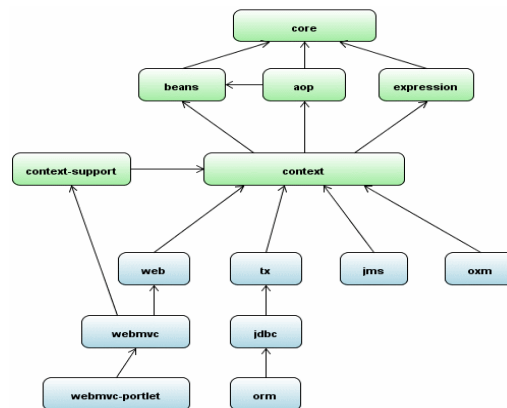 core
beans
aop
expression
context-support
context
web
tx
jms
oxm
webmvc
jdbc
webmvc-portlet
orm